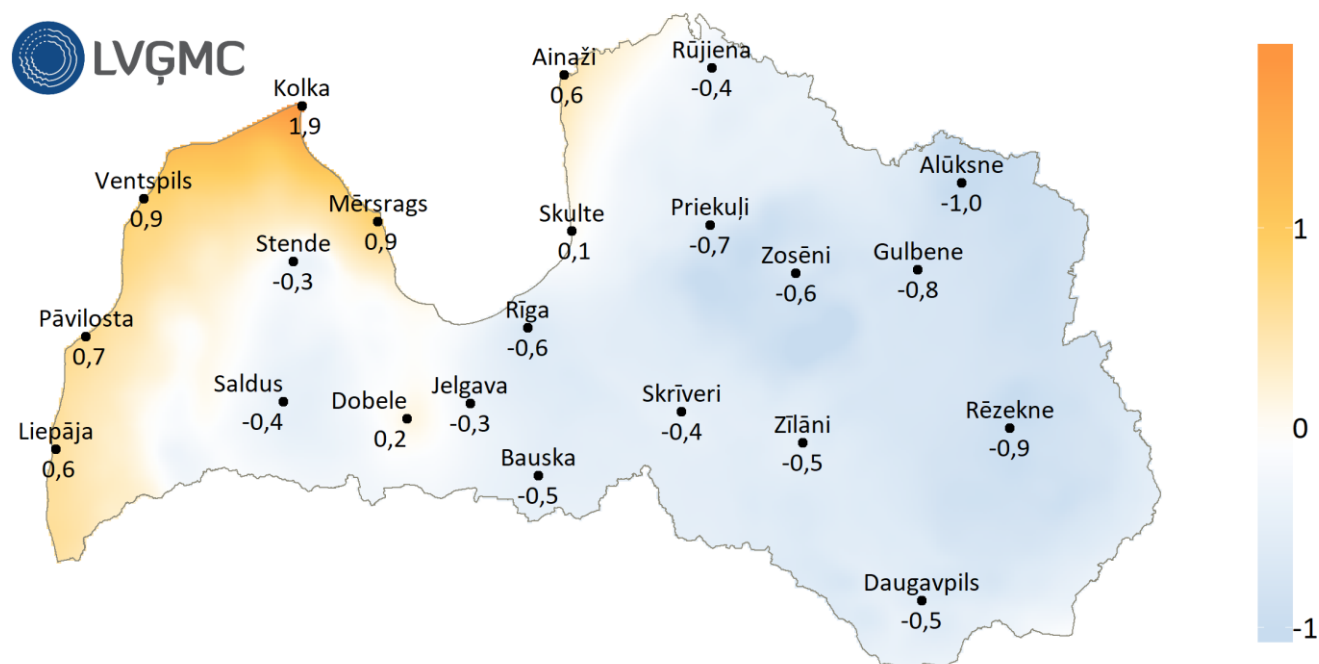 LVĢMC
Kolka
1,9
Ainaži
0,6
Rūjiena
-0,4
Ventspils
0,9
Mērsrags
0,9
Alūksne
-1,0
Stende
-0,3
Skulte
0,1
Priekuļi
-0,7
Zosēni
-0,6
Gulbene
-0,8
1
Pāvilosta
0,7
Rīga
-0,6
Saldus
-0,4
Dobele
0,2
Jelgava
-0,3
Skrīveri
-0,4
Zīlāni
-0,5
Rēzekne
-0,9
0
Liepāja
0,6
Bauska
-0,5
Daugavpils
-0,5
-1